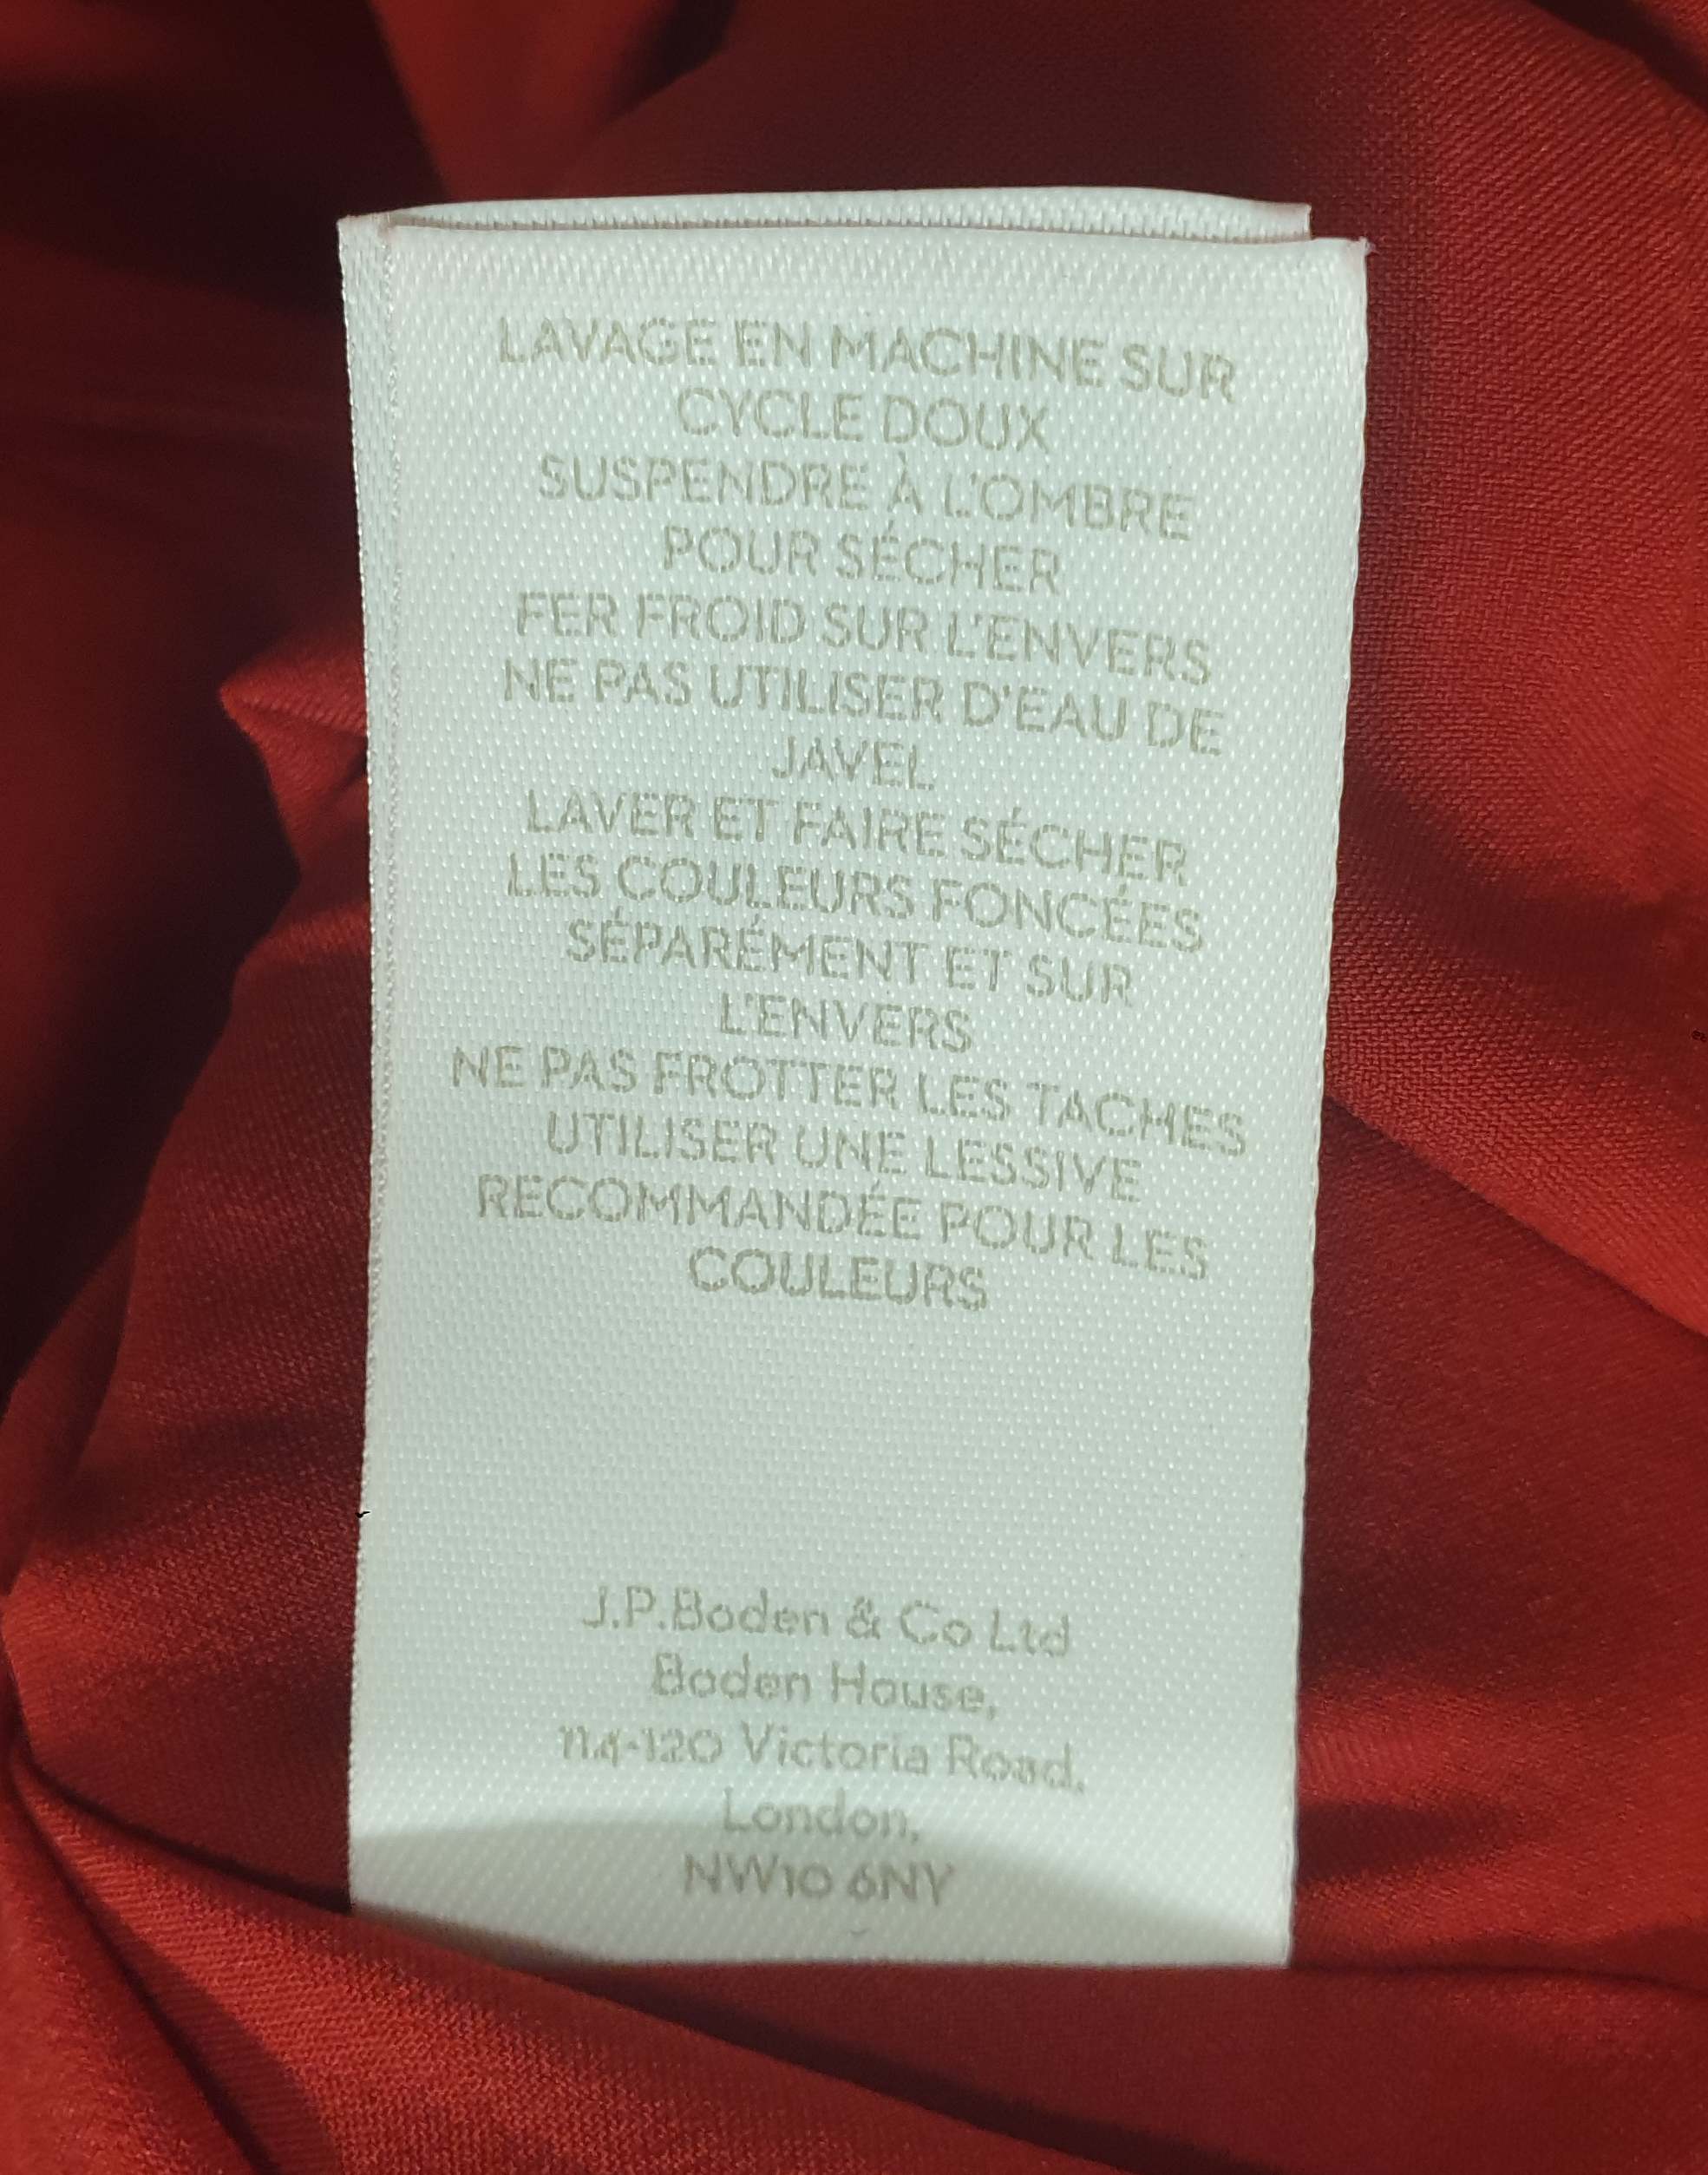 LAVAGE EN MACHINE SUR
CYCLE DOUX
SUSPENDRE À L'OMBRE
POUR SÉCHER
FER FROID SUR L'ENVERS
NE PAS UTILISER D'EAU DE
JAVEL
LAVER ET FAIRE SÉCHER
LES COULEURS FONCÉES
SÉPARÉMENT ET SUR
L'ENVERS
NE PAS FROTTER LES TACHES
UTILISER UNE LESSIVE
RECOMMANDÉE POUR LES
COULEURS
J.P.Boden & Co Ltd
Boden House,
114-120 Victoria Road,
London,
NW10 6NY